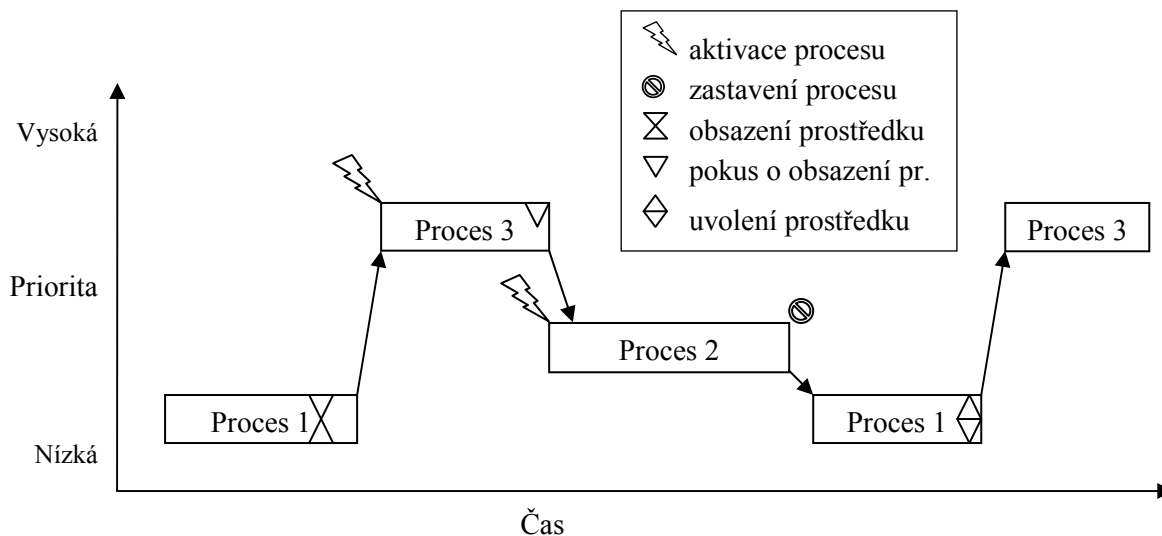 aktivace procesu
zastavení procesu
obsazení prostředku
pokus o obsazení pr.
uvolení prostředku
Vysoká
Proces 3
Proces 3
Priorita
Proces 2
Proces 1
Proces 1
Nízká
Čas